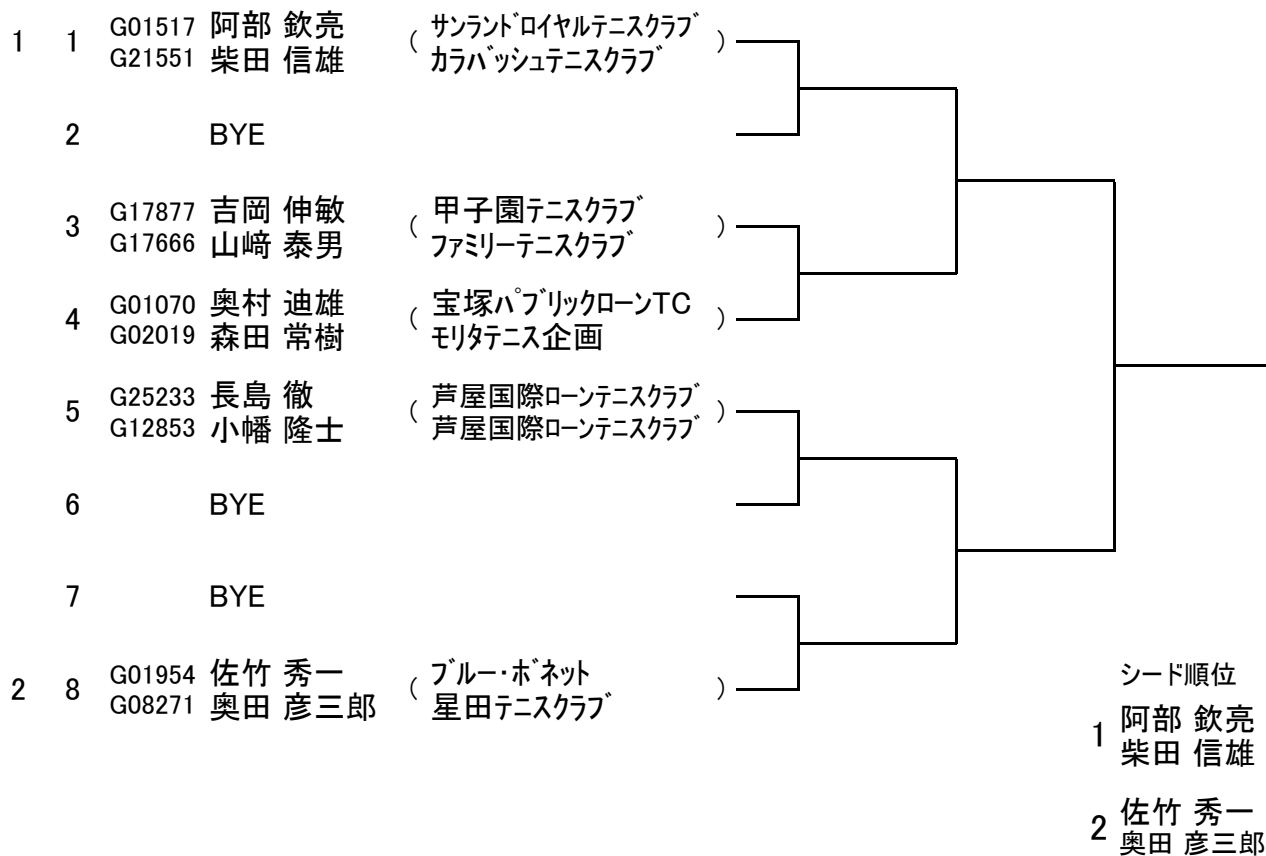 1 1 G01517 阿部 欽亮 ( サンランドロイヤルテニスクラブ )
G21551 柴田 信雄 カラバッシュテニスクラブ
2 BYE
3 G17877 吉岡 伸敏 ( 甲子園テニスクラブ )
G17666 山﨑 泰男 ファミリーテニスクラブ
4 G01070 奥村 迪雄 ( 宝塚パブリックローンTC )
G02019 森田 常樹 モリタテニス企画
5 G25233 長島 徹 ( 芦屋国際ローンテニスクラブ )
G12853 小幡 隆士 芦屋国際ローンテニスクラブ
6 BYE
7 BYE
2 8 G01954 佐竹 秀一 ( ブルー・ボネット )
G08271 奥田 彦三郎 星田テニスクラブ
シード順位
1 阿部 欽亮
柴田 信雄
2 佐竹 秀一
奥田 彦三郎